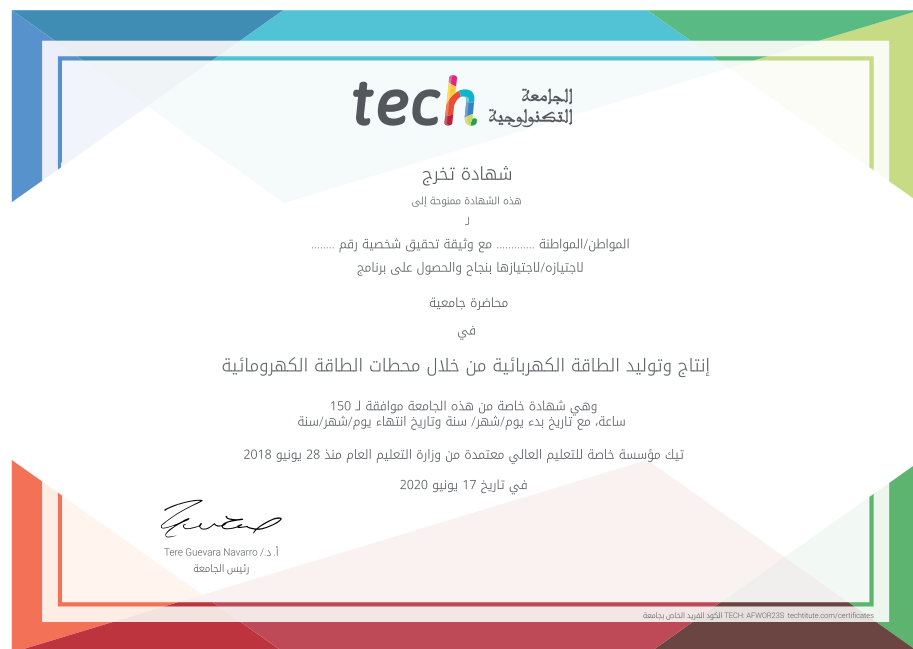 tech الجامعة
التكنولوجية
شهادة تخرج
هذه الشهادة ممنوحة إلى
لـ
المواطن/المواطنة ............ مع وثيقة تحقيق شخصية رقم ........
لاجتيازه/لاجتيازها بنجاح والحصول على برنامج
محاضرة جامعية
في
إنتاج وتوليد الطاقة الكهربائية من خلال محطات الطاقة الكهرومائية
وهي شهادة خاصة من هذه الجامعة موافقة لـ 150
ساعة، مع تاريخ بدء يوم/شهر/ سنة وتاريخ انتهاء يوم/شهر/سنة
تيك مؤسسة خاصة للتعليم العالي معتمدة من وزارة التعليم العام منذ 28 يونيو 2018
في تاريخ 17 يونيو 2020
أ. د./ Tere Guevara Navarro
رئيس الجامعة
الكود الفريد الخاص بجامعة TECH: AFWOR23S techtitute.com/certificates